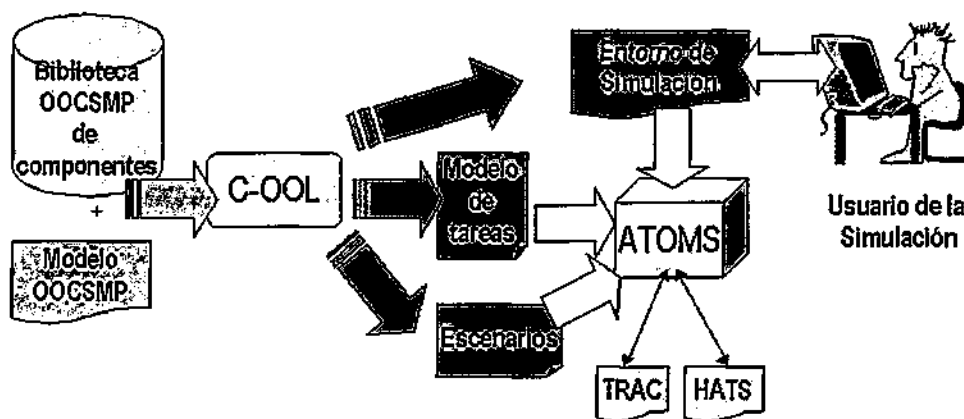 Biblioteca
OOCSMP
de
componentes
+
Modelo
OOCSMP
C-OOL
Entorno de
Simulación
Modelo
de
tareas
Escenarios
ATOMS
TRAC
HATS
Usuario de la
Simulación